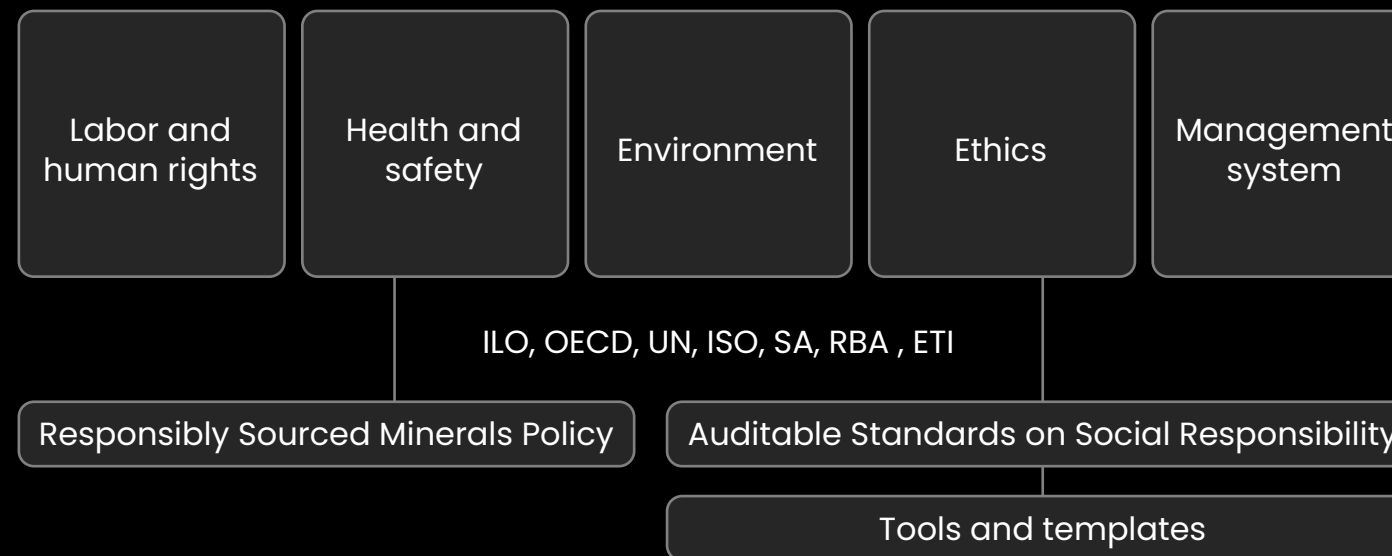 Labor and
human rights
Health and
safety
Environment
Ethics
Management
system
ILO, OECD, UN, ISO, SA, RBA , ETI
Responsibly Sourced Minerals Policy
Auditable Standards on Social Responsibility
Tools and templates